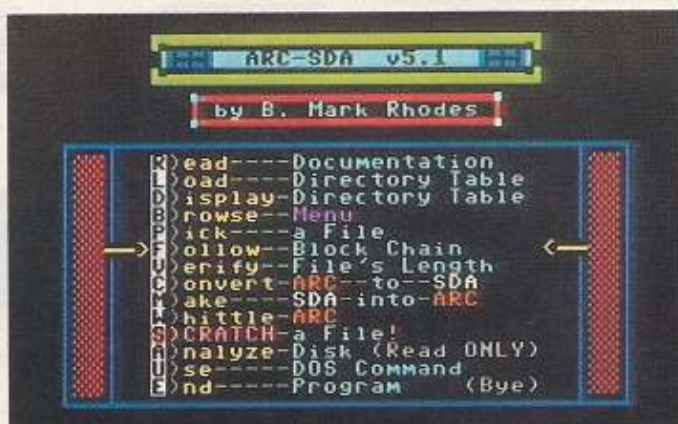 ARC-SDA v5.1
by B. Mark Rhodes
R)ead----Documentation
L)oad----Directory Table
D)isplay-Directory Table
B)rowse--Menu
P)ick----a File
F)ollow--Block Chain
V)erify--File's Length
C)onvert-ARC--to--SDA
M)ake----SDA-into-ARC
W)hittle-ARC
S)CRATCH-a File!
A)nalyze-Disk (Read ONLY)
U)se-----DOS Command
E)nd-----Program (Bye)